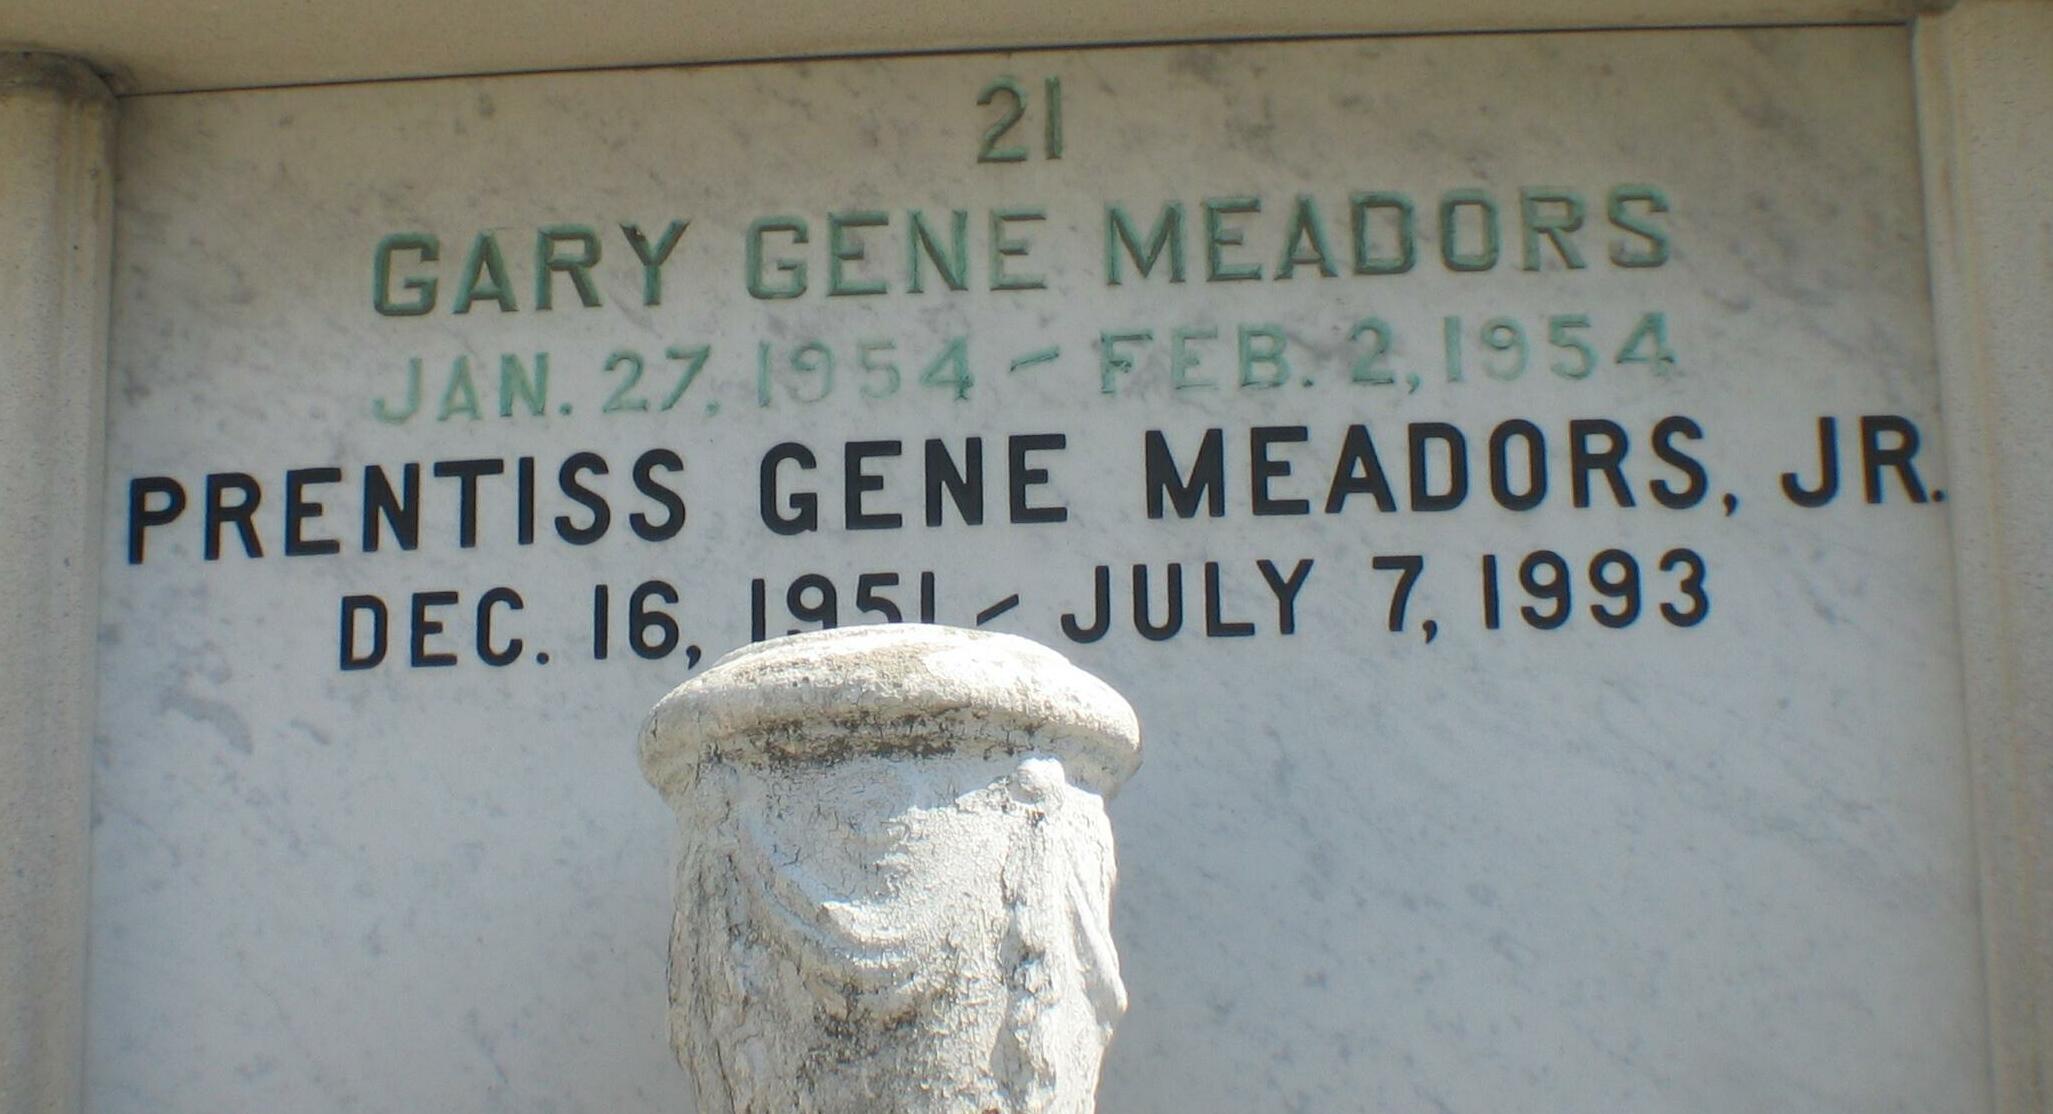 21
GARY GENE MEADORS
JAN. 27, 1954 – FEB. 2, 1954
PRENTISS GENE MEADORS, JR.
DEC. 16, 1951 – JULY 7, 1993